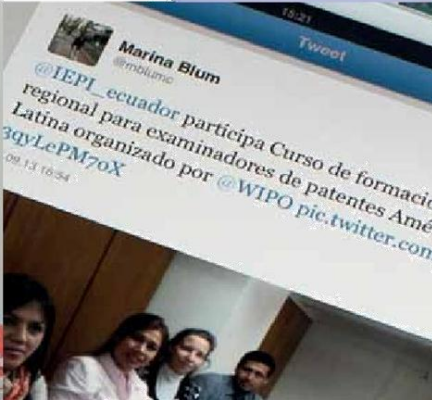 15:21
Tweet
Marina Blum
@mblumc
@IEPI_ecuador participa Curso de formació
regional para examinadores de patentes Amé
Latina organizado por @WIPO pic.twitter.com
3qyLePM7oX
.09.13 16:54